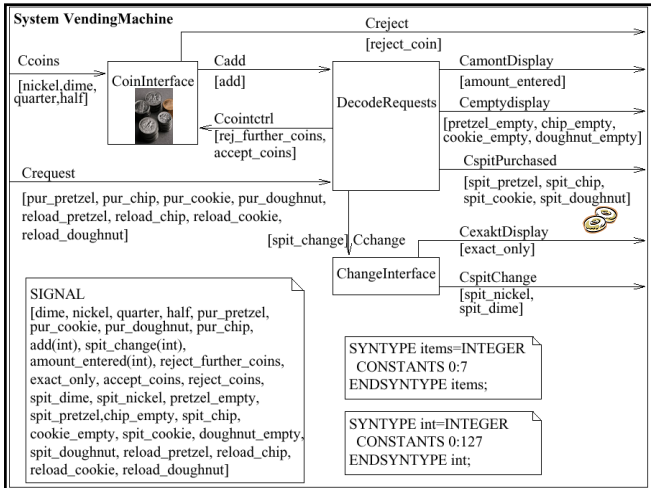 System VendingMachine
Creject
[reject_coin]
Ccoins
[nickel,dime,
quarter,half]
CoinInterface
Cadd
[add]
Ccointctrl
[rej_further_coins,
accept_coins]
DecodeRequests
CamontDisplay
[amount_entered]
Cemptydisplay
[pretzel_empty, chip_empty,
cookie_empty, doughnut_empty]
Crequest
[pur_pretzel, pur_chip, pur_cookie, pur_doughnut,
reload_pretzel, reload_chip, reload_cookie,
reload_doughnut]
CspitPurchased
[spit_pretzel, spit_chip,
spit_cookie, spit_doughnut]
[spit_change]
Cchange
CexaktDisplay
[exact_only]
ChangeInterface
CspitChange
[spit_nickel,
spit_dime]
SIGNAL
[dime, nickel, quarter, half, pur_pretzel,
pur_cookie, pur_doughnut, pur_chip,
add(int), spit_change(int),
amount_entered(int), reject_further_coins,
exact_only, accept_coins, reject_coins,
spit_dime, spit_nickel, pretzel_empty,
spit_pretzel,chip_empty, spit_chip,
cookie_empty, spit_cookie, doughnut_empty,
spit_doughnut, reload_pretzel, reload_chip,
reload_cookie, reload_doughnut]
SYNTYPE items=INTEGER
CONSTANTS 0:7
ENDSYNTYPE items;
SYNTYPE int=INTEGER
CONSTANTS 0:127
ENDSYNTYPE int;